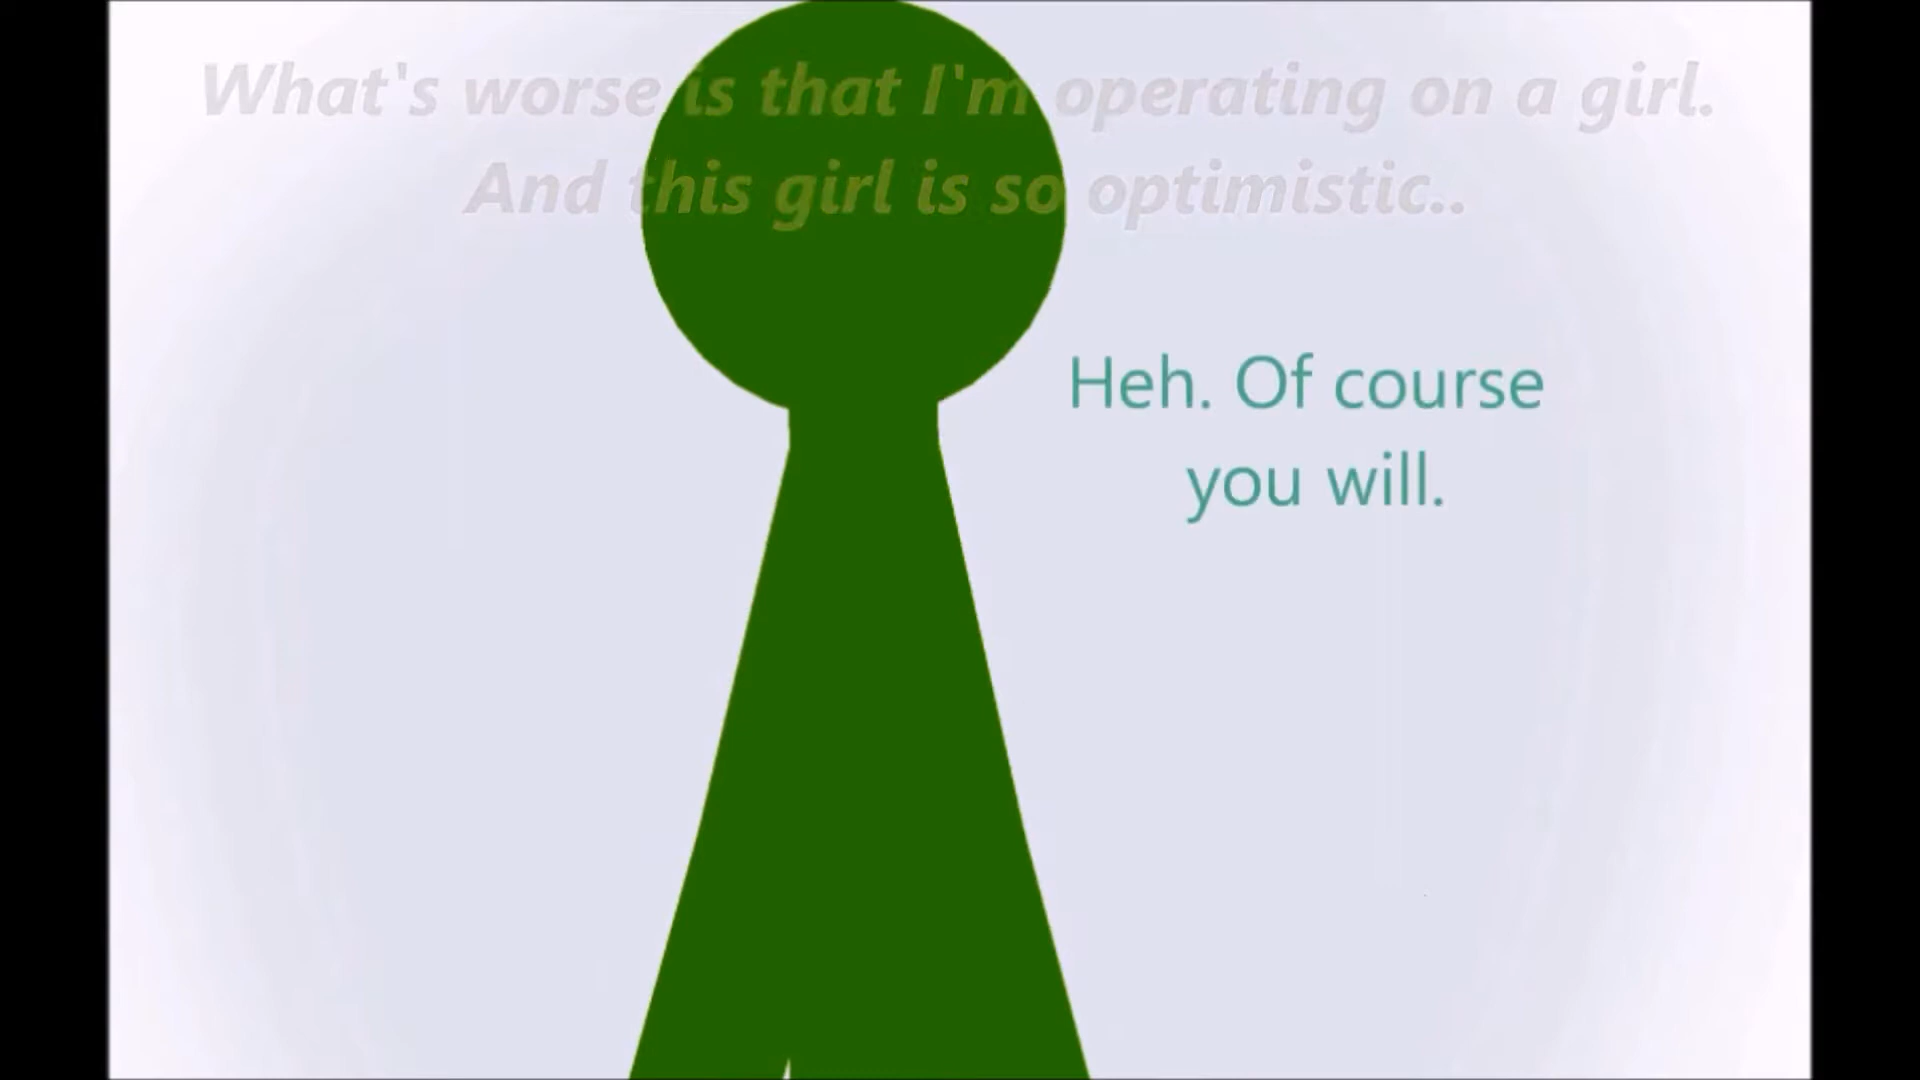 What's worse is that I'm operating on a girl.
And this girl is so optimistic..
Heh. Of course
you will.